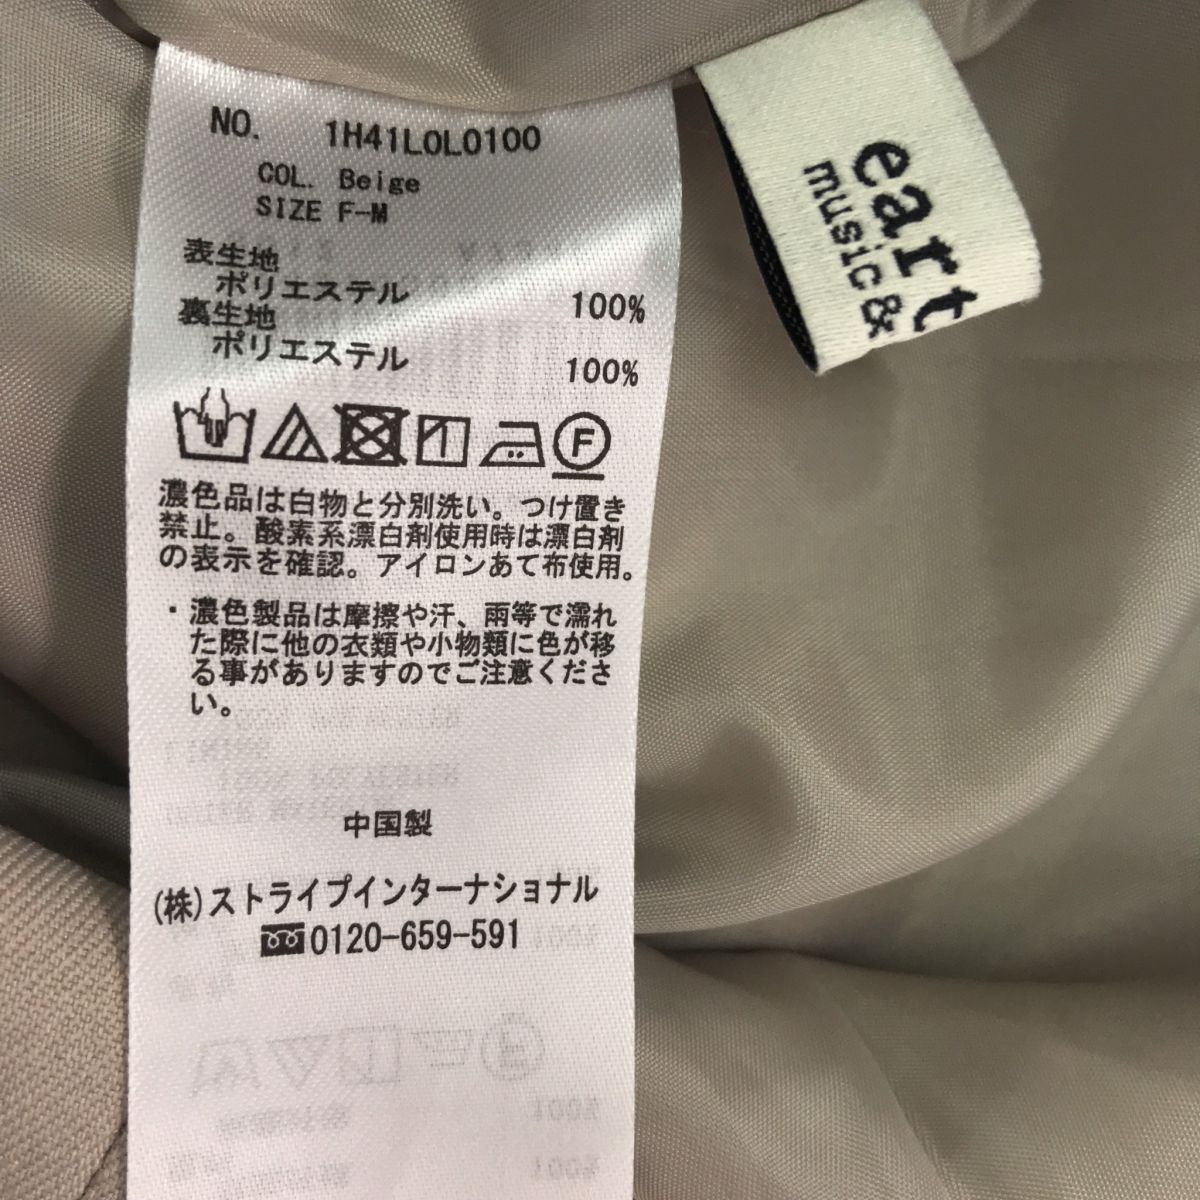 NO. 1H41L0L0100
COL. Beige
SIZE F-M
表生地
ポリエステル 100%
裏生地
ポリエステル 100%
F
濃色品は白物と分別洗い。つけ置き
禁止。酸素系漂白剤使用時は漂白剤
の表示を確認。アイロンあて布使用。
・濃色製品は摩擦や汗、雨等で濡れ
た際に他の衣類や小物類に色が移
る事がありますのでご注意くださ
い。
中国製
(株)ストライプインターナショナル
0120-659-591
eart
music&